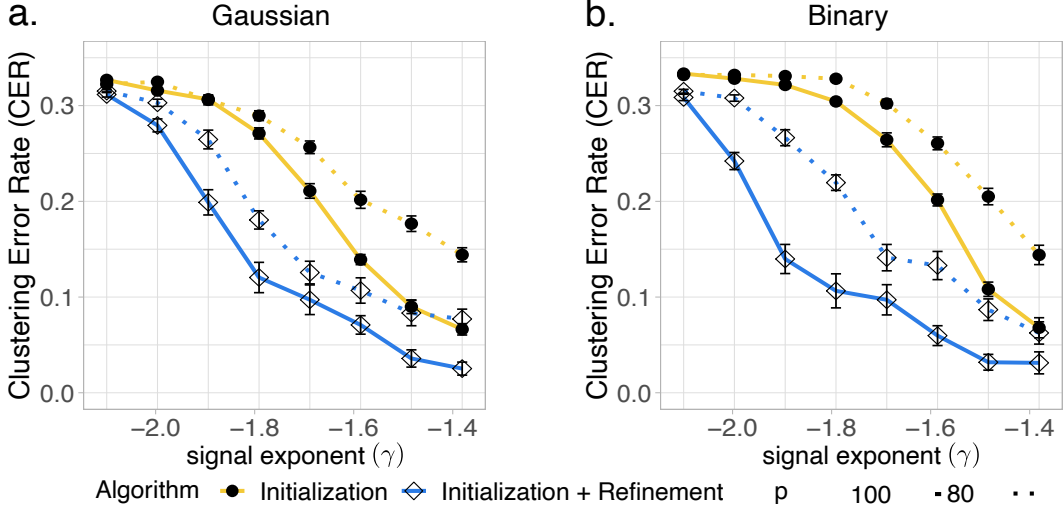 a. Gaussian
Clustering Error Rate (CER)
0.3
0.2
0.1
0.0
−2.0 −1.8 −1.6 −1.4
signal exponent (γ)
b. Binary
Clustering Error Rate (CER)
0.3
0.2
0.1
0.0
−2.0 −1.8 −1.6 −1.4
signal exponent (γ)
Algorithm Initialization Initialization + Refinement p 100 80